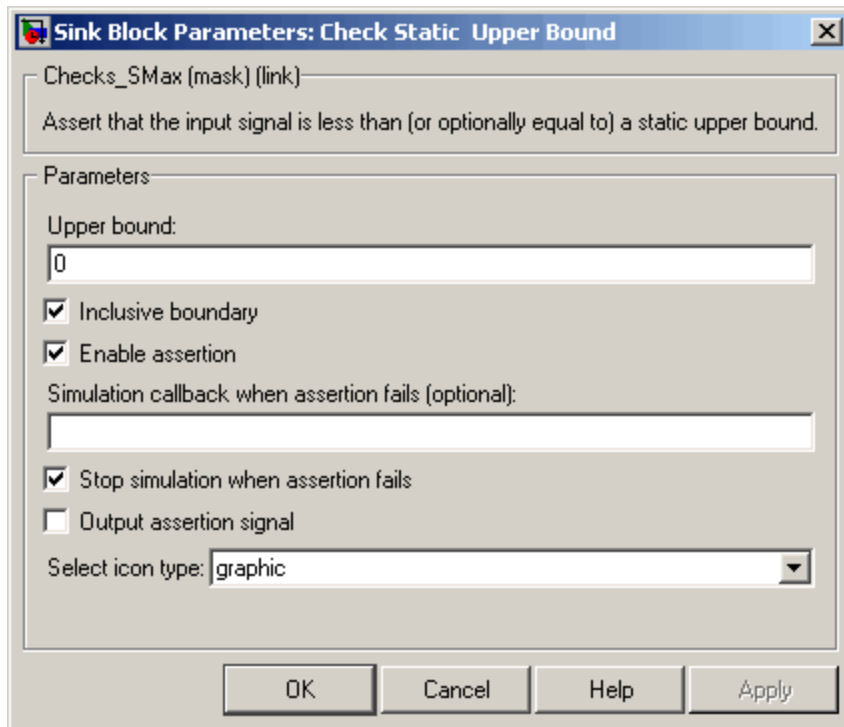 Sink Block Parameters: Check Static  Upper Bound
Checks_SMax (mask) (link)
Assert that the input signal is less than (or optionally equal to) a static upper bound.
Parameters
Upper bound:
0
Inclusive boundary
Enable assertion
Simulation callback when assertion fails (optional):
Stop simulation when assertion fails
Output assertion signal
Select icon type: graphic
OK Cancel Help Apply